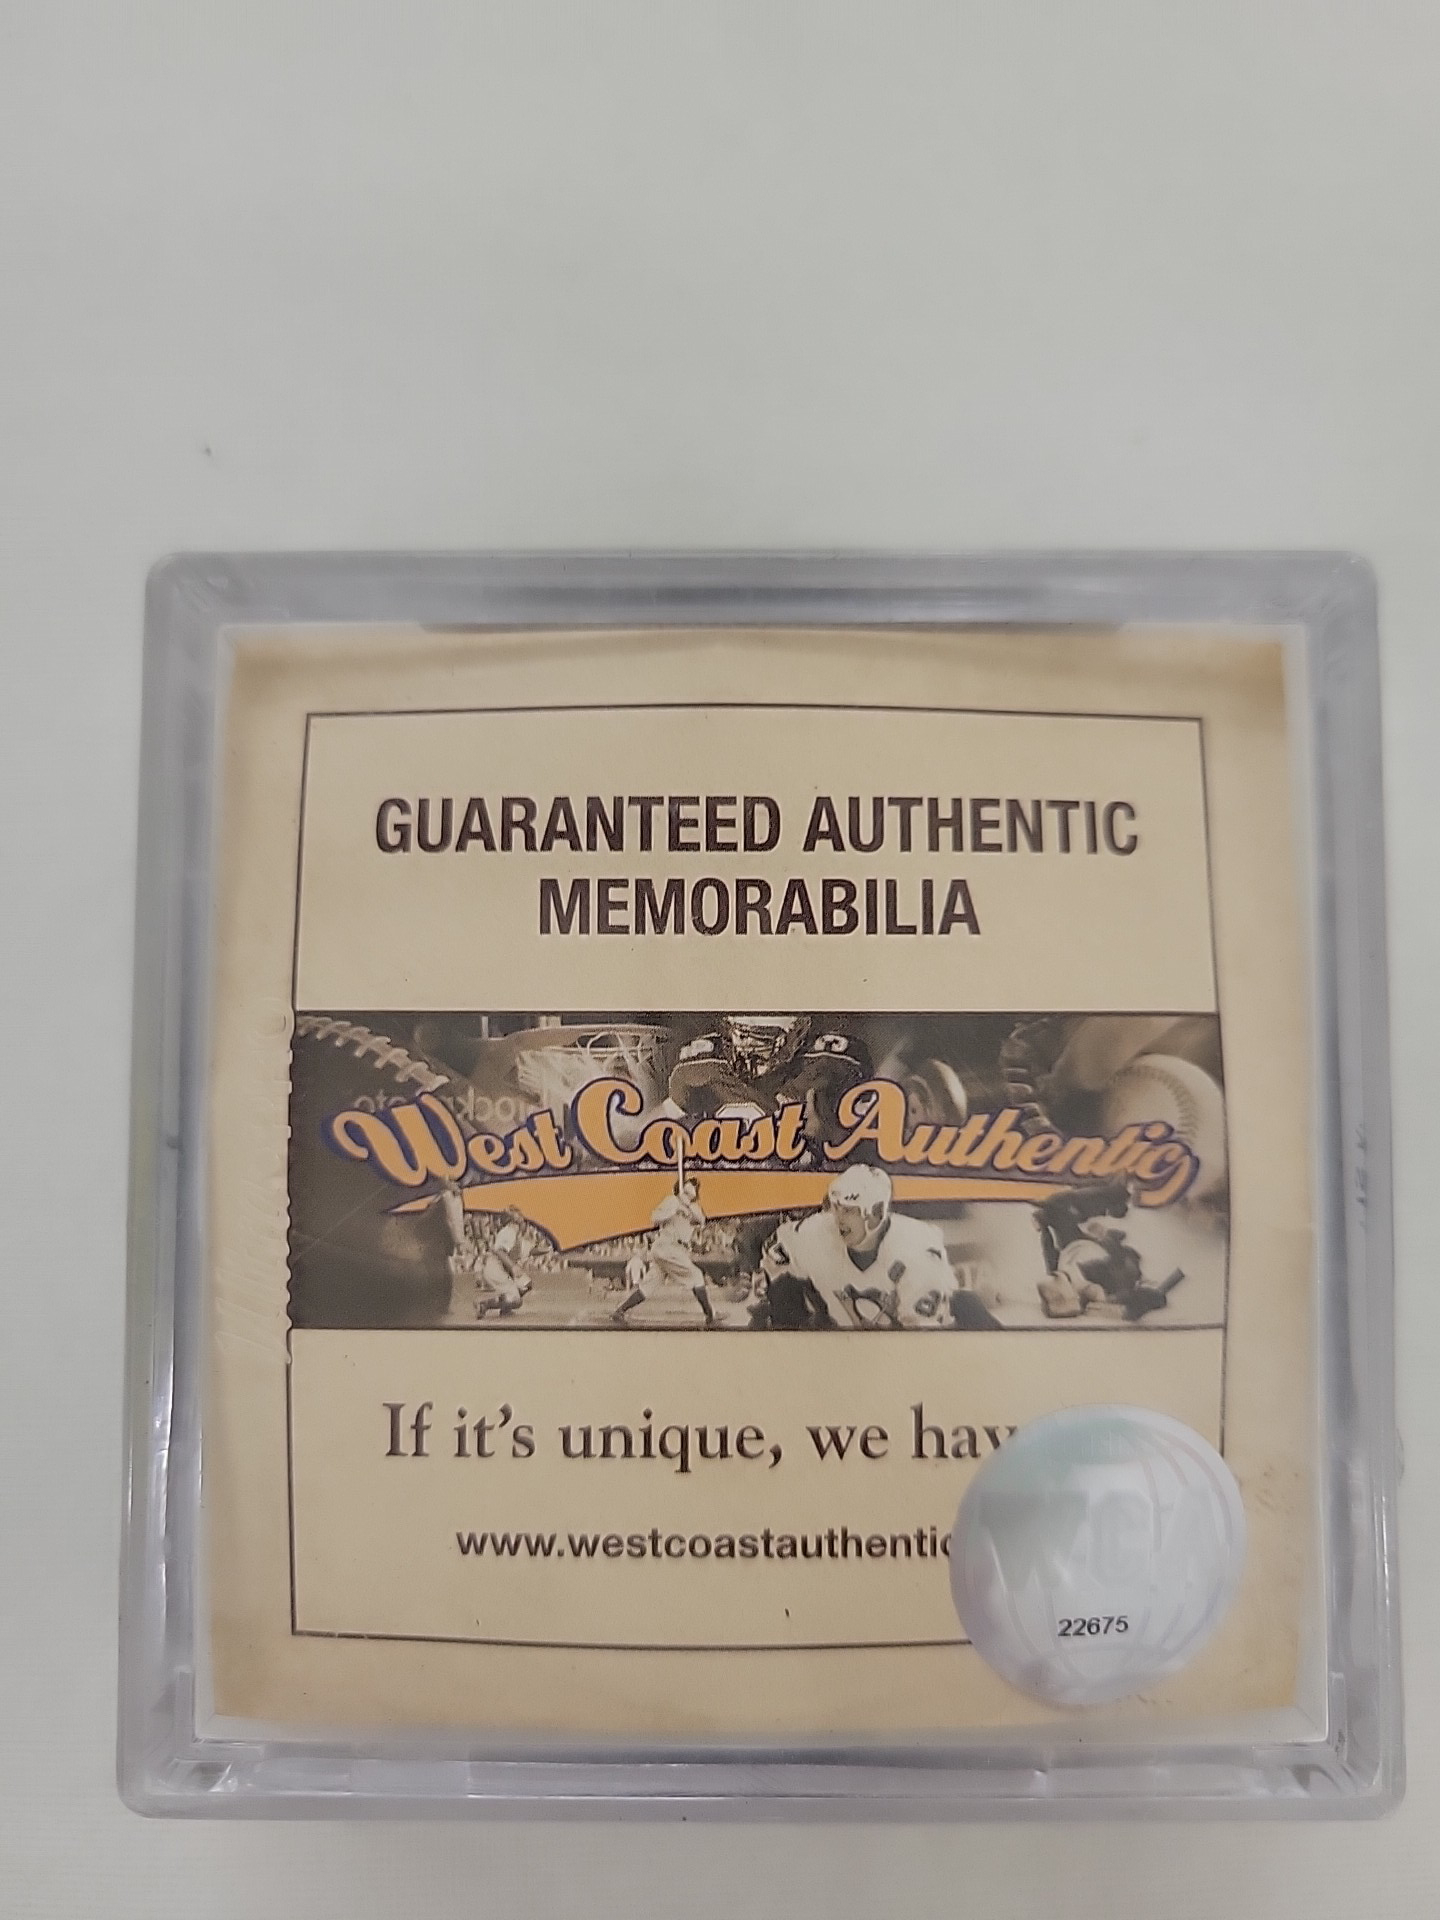 GUARANTEED AUTHENTIC
MEMORABILIA
West Coast Authentic
If it's unique, we hav
www.westcoastauthentic
22675